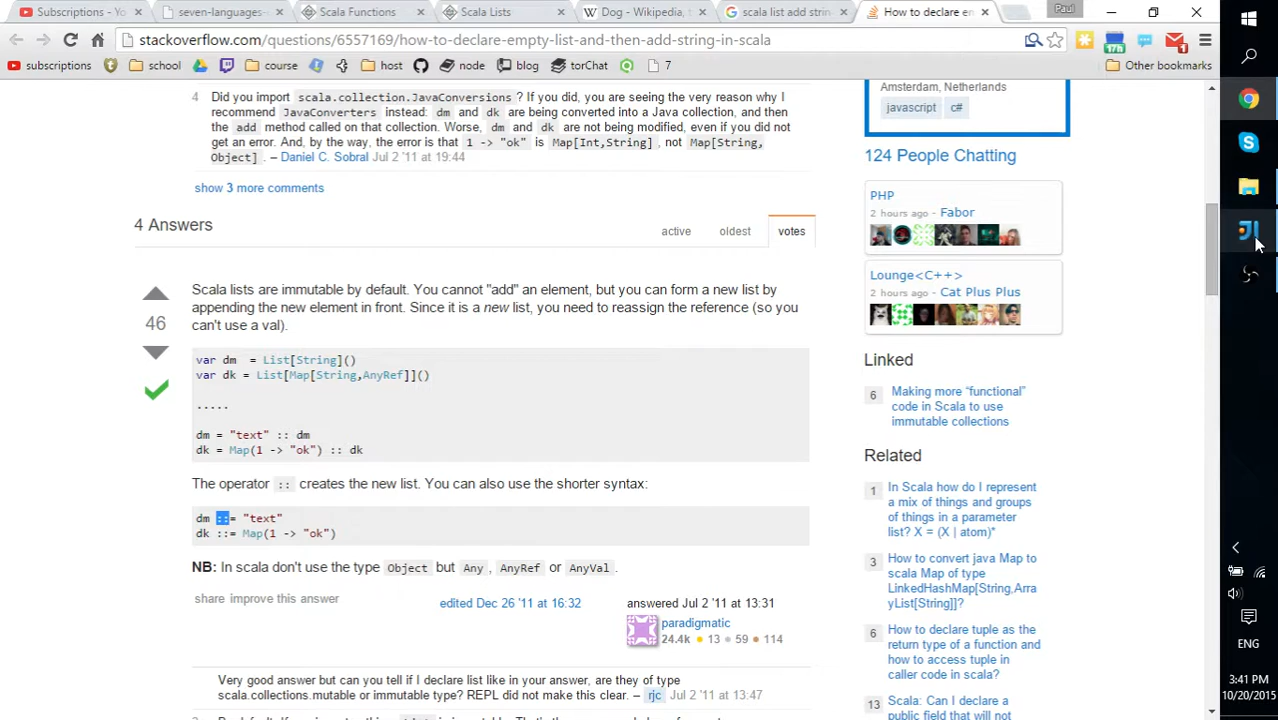 Subscriptions - Yo
seven-languages-
Scala Functions
Scala Lists
Dog - Wikipedia, t
scala list add strin
How to declare en
Paul
stackoverflow.com/questions/6557169/how-to-declare-empty-list-and-then-add-string-in-scala
subscriptions
school
course
host
node
blog
torChat
7
Other bookmarks
17h
1
4 Did you import scala.collection.JavaConversions ? If you did, you are seeing the very reason why I
recommend JavaConverters instead: dm and dk are being converted into a Java collection, and then
the add method called on that collection. Worse, dm and dk are not being modified, even if you did
not get an error. And, by the way, the error is that 1 -> "ok" is Map[Int,String] , not Map[String,
Object] . – Daniel C. Sobral Jul 2 '11 at 19:44
show 3 more comments
4 Answers
active
oldest
votes
46
Scala lists are immutable by default. You cannot "add" an element, but you can form a new list by
appending the new element in front. Since it is a new list, you need to reassign the reference (so you
can't use a val).
var dm  = List[String]()
var dk = List[Map[String,AnyRef]]()
.....
dm = "text" :: dm
dk = Map(1 -> "ok") :: dk
The operator :: creates the new list. You can also use the shorter syntax:
dm ::= "text"
dk ::= Map(1 -> "ok")
NB: In scala don't use the type Object but Any , AnyRef or AnyVal .
share improve this answer
edited Dec 26 '11 at 16:32
answered Jul 2 '11 at 13:31
paradigmatic
24.4k 13 59 114
Very good answer but can you tell if I declare list like in your answer, are they of type
scala.collections.mutable or immutable type? REPL did not make this clear. – rjc Jul 2 '11 at 13:47
Amsterdam, Netherlands
javascript
c#
124 People Chatting
PHP
2 hours ago - Fabor
Lounge<C++>
2 hours ago - Cat Plus Plus
Linked
6 Making more “functional”
code in Scala to use
immutable collections
Related
1 In Scala how do I represent
a mix of things and groups
of things in a parameter
list? X = (X | atom)*
3 How to convert java Map to
scala Map of type
LinkedHashMap[String,Arra
yList[String]]?
6 How to declare tuple as the
return type of a function and
how to access tuple in
caller code in scala?
13 Scala: Can I declare a
public field that will not
ENG
3:41 PM
10/20/2015